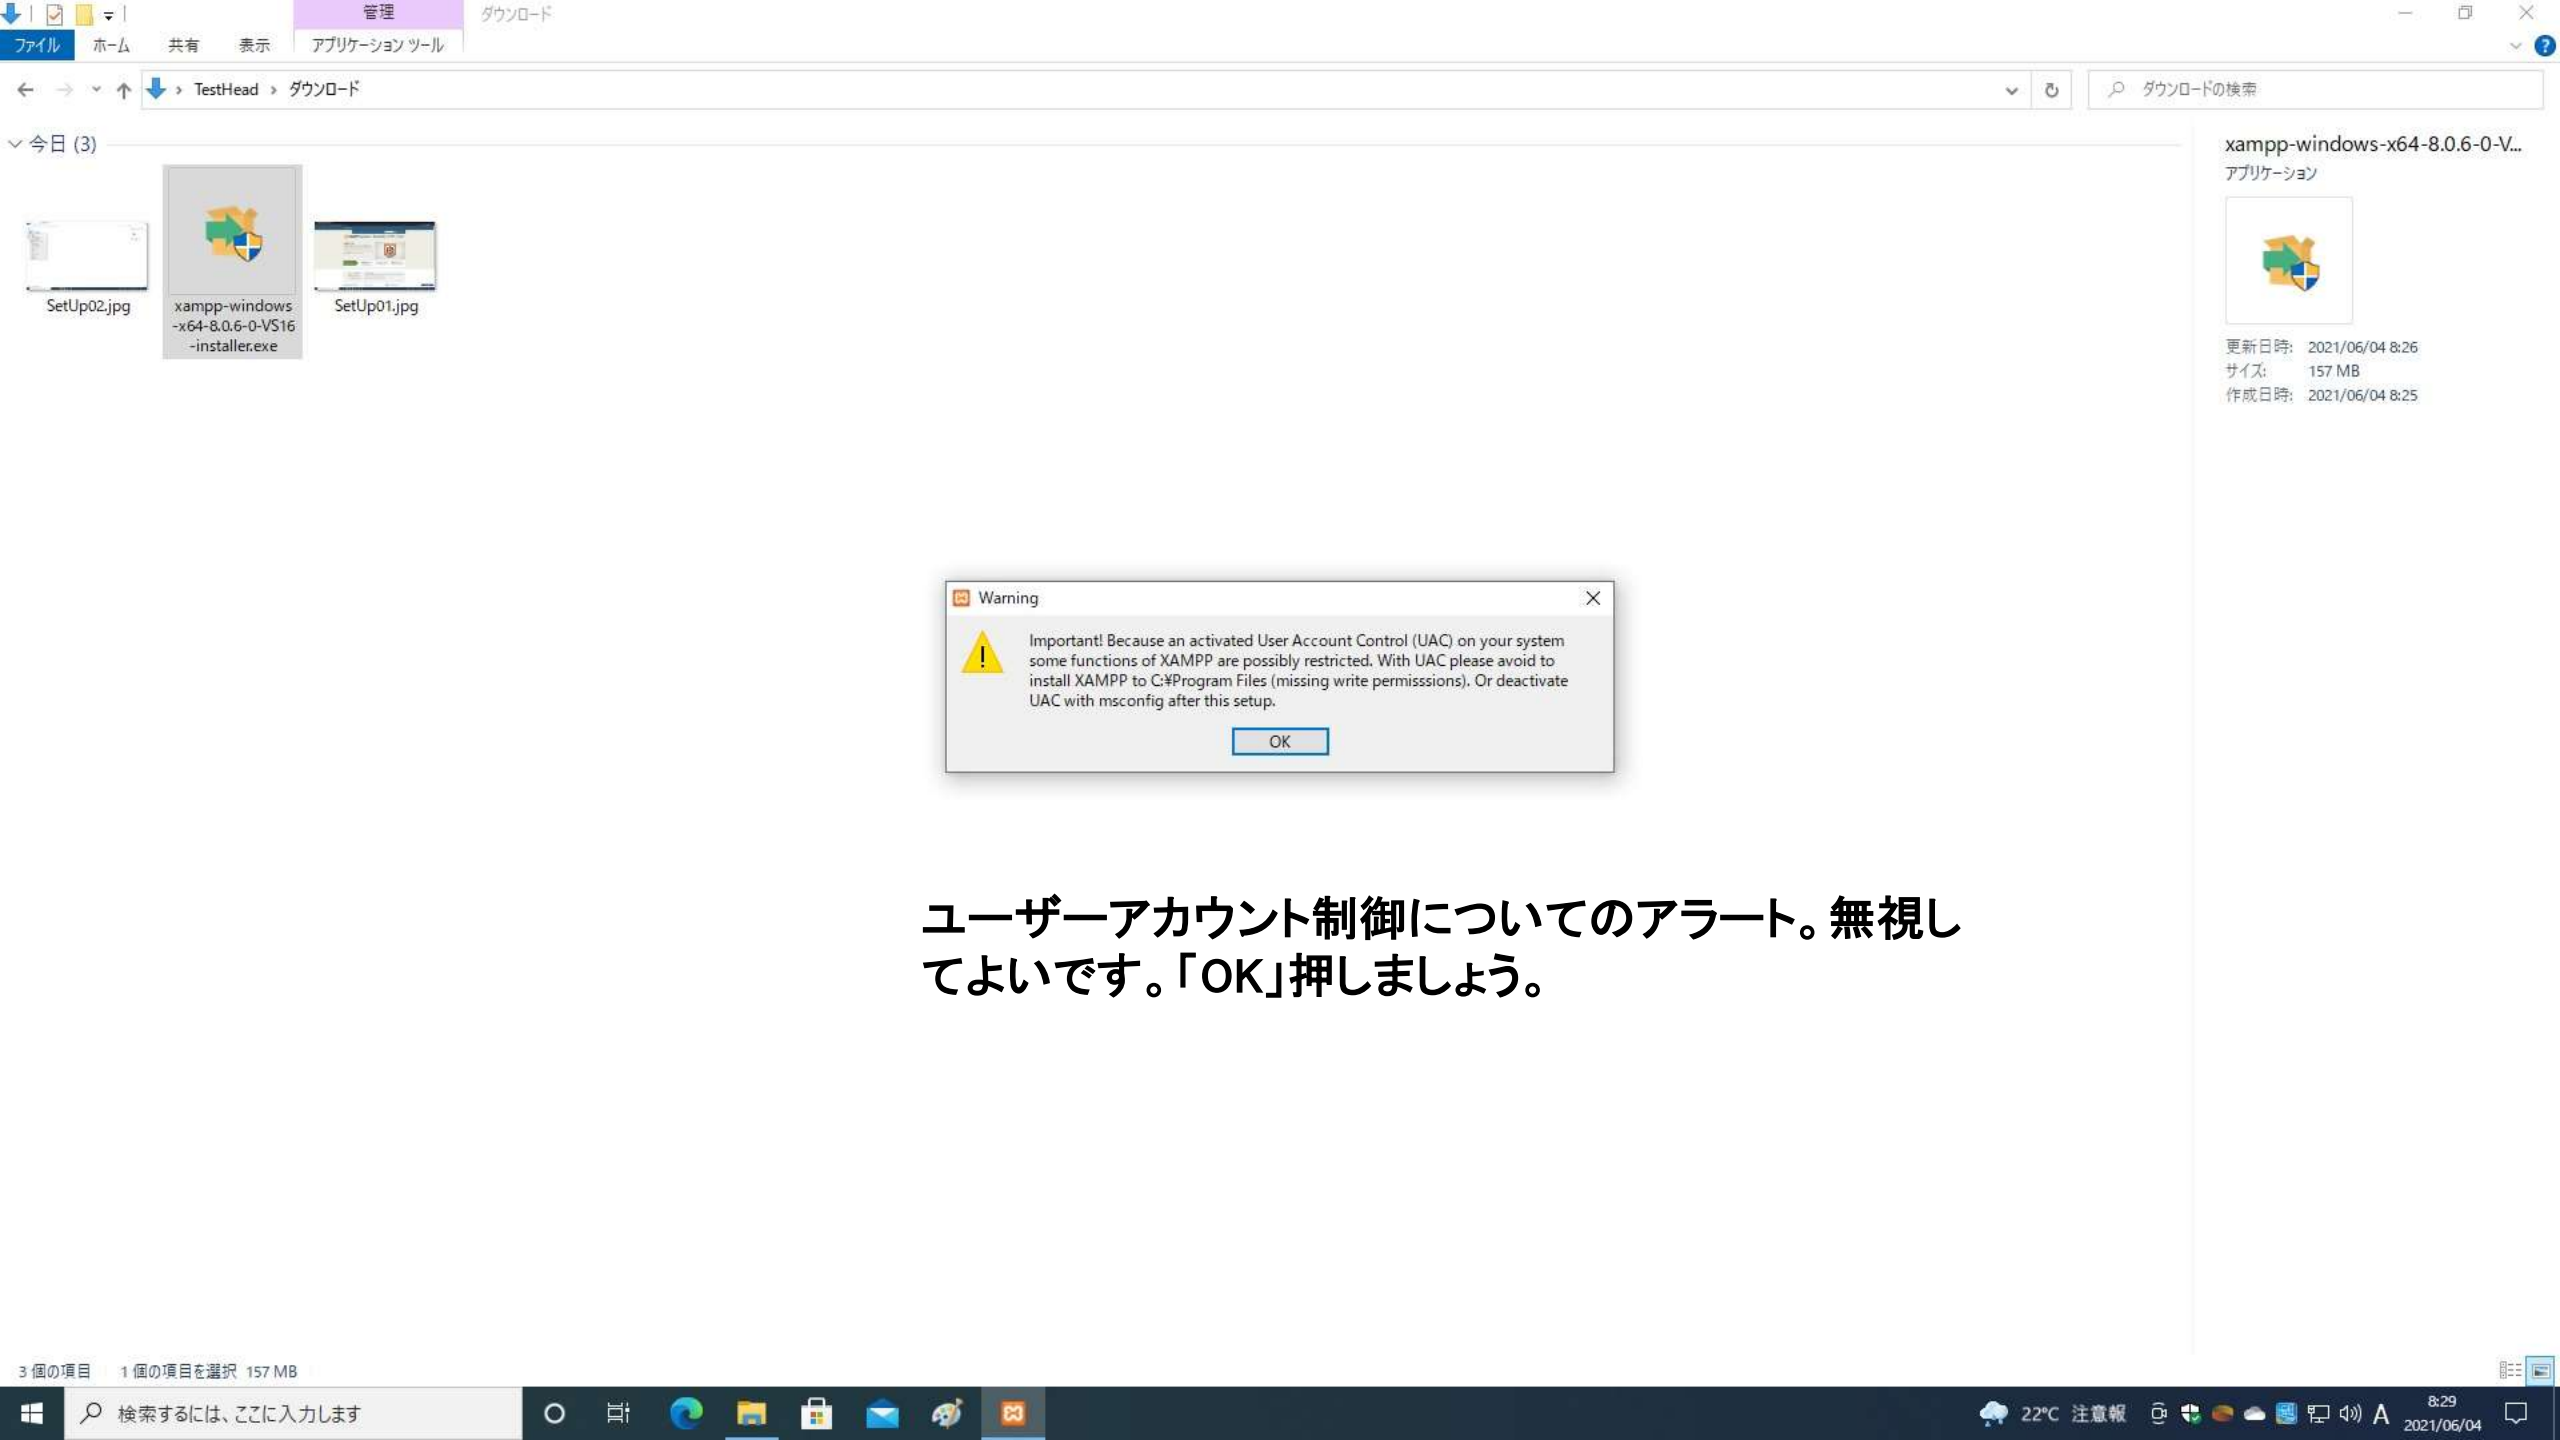 管理
ダウンロード
ファイル
ホーム
共有
表示
アプリケーション ツール
TestHead
ダウンロード
ダウンロードの検索
今日 (3)
SetUp02.jpg
xampp-windows
-x64-8.0.6-0-VS16
-installer.exe
SetUp01.jpg
xampp-windows-x64-8.0.6-0-V...
アプリケーション
更新日時: 2021/06/04 8:26
サイズ: 157 MB
作成日時: 2021/06/04 8:25
Warning
Important! Because an activated User Account Control (UAC) on your system
some functions of XAMPP are possibly restricted. With UAC please avoid to
install XAMPP to C:¥Program Files (missing write permisssions). Or deactivate
UAC with msconfig after this setup.
OK
ユーザーアカウント制御についてのアラート。無視し
てよいです。「OK」押しましょう。
3 個の項目 1 個の項目を選択 157 MB
検索するには、ここに入力します
22°C 注意報
A
8:29
2021/06/04